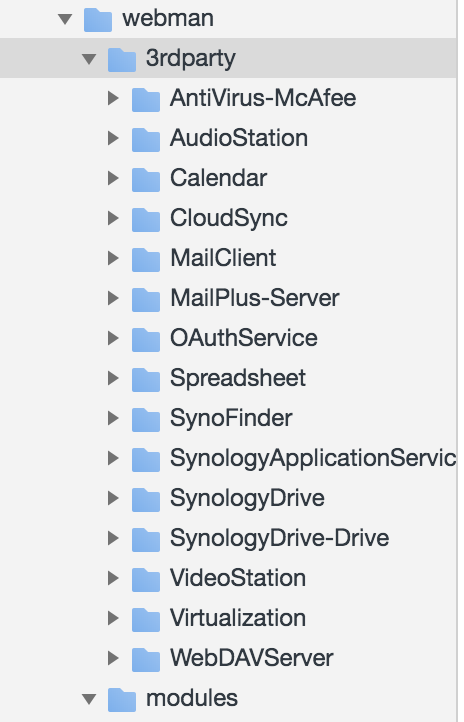 webman
3rdparty
AntiVirus-McAfee
AudioStation
Calendar
CloudSync
MailClient
MailPlus-Server
OAuthService
Spreadsheet
SynoFinder
SynologyApplicationServic
SynologyDrive
SynologyDrive-Drive
VideoStation
Virtualization
WebDAVServer
modules